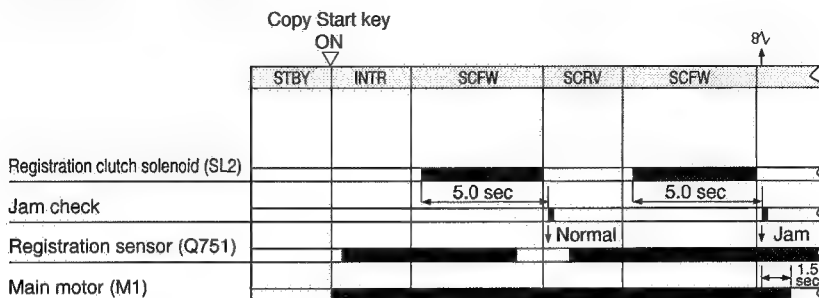 Copy Start key
ON
STBY INTR SCFW SCRV SCFW
Registration clutch solenoid (SL2)
5.0 sec 5.0 sec
Jam check
Normal Jam
Registration sensor (Q751)
1.5
sec
Main motor (M1)